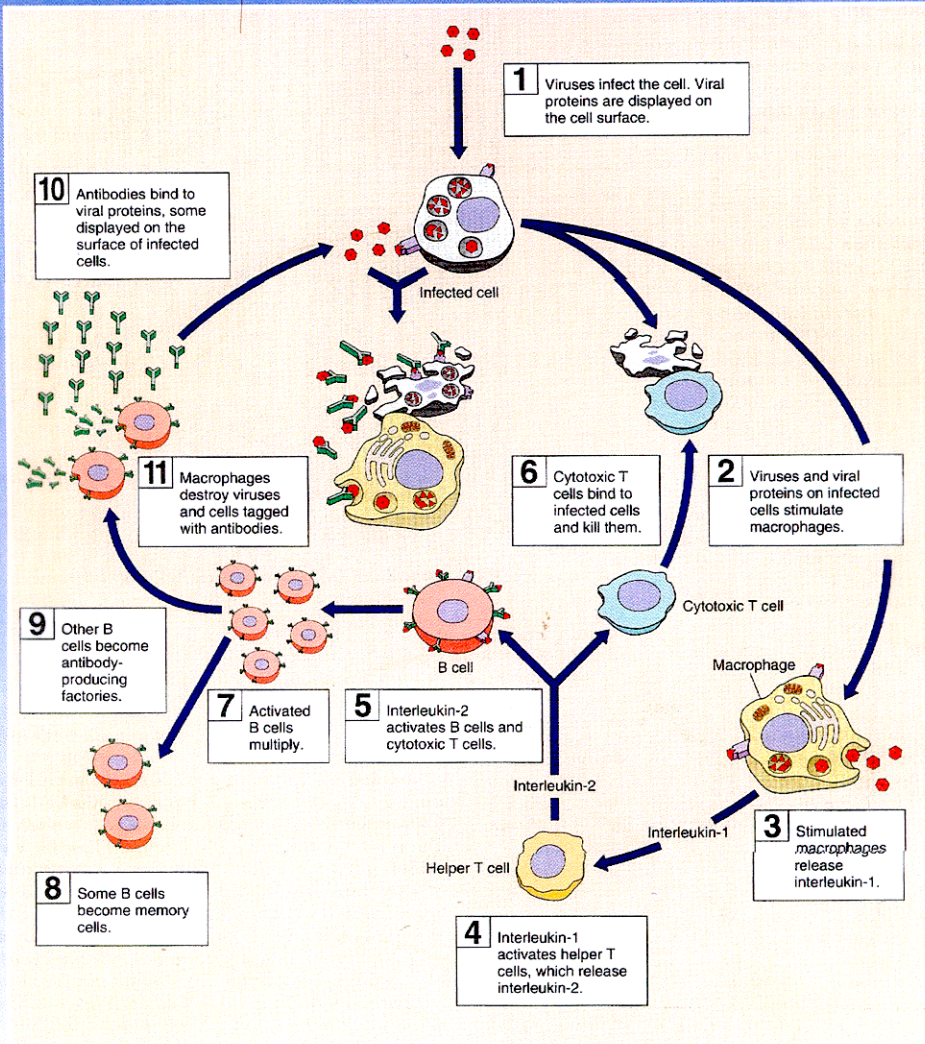 1 Viruses infect the cell. Viral
proteins are displayed on
the cell surface.
10 Antibodies bind to
viral proteins, some
displayed on the
surface of infected
cells.
Infected cell
11 Macrophages
destroy viruses
and cells tagged
with antibodies.
6 Cytotoxic T
cells bind to
infected cells
and kill them.
2 Viruses and viral
proteins on infected
cells stimulate
macrophages.
Cytotoxic T cell
9 Other B
cells become
antibody-
producing
factories.
B cell
Macrophage
7 Activated
B cells
multiply.
5 Interleukin-2
activates B cells and
cytotoxic T cells.
Interleukin-2
Interleukin-1
3 Stimulated
macrophages
release
interleukin-1.
Helper T cell
8 Some B cells
become memory
cells.
4 Interleukin-1
activates helper T
cells, which release
interleukin-2.